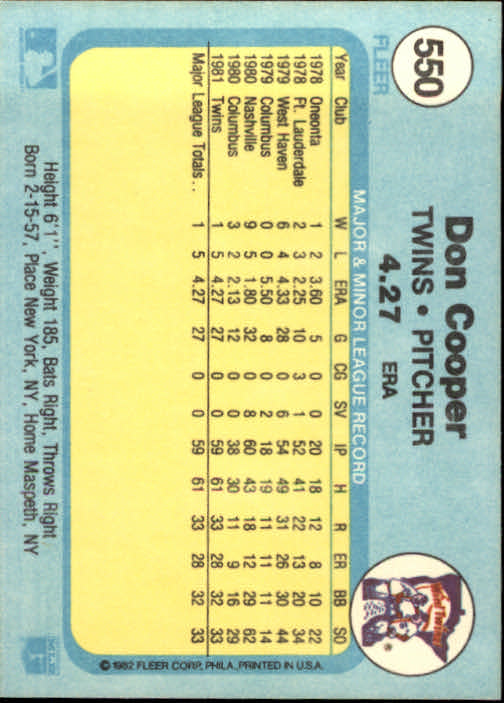 550
FLEER
Don Cooper
TWINS • PITCHER
4.27 ERA
Win! Twins!
MAJOR & MINOR LEAGUE RECORD
Year Club W L ERA G CG SV IP H R ER BB SO
1978 Oneonta 1 2 3.60 5 0 0 20 18 12 8 10 22
1978 Ft. Lauderdale 2 3 2.25 10 3 1 52 41 22 13 20 34
1979 West Haven 6 4 4.33 28 0 6 54 49 31 26 30 44
1979 Columbus 0 0 5.50 8 0 2 18 19 11 11 11 14
1980 Nashville 9 5 1.80 32 0 8 60 43 18 12 29 62
1980 Columbus 3 2 2.13 12 0 0 38 30 11 9 16 29
1981 Twins 1 5 4.27 27 0 0 59 61 33 28 32 33
Major League Totals . . 1 5 4.27 27 0 0 59 61 33 28 32 33
© 1982 FLEER CORP., PHILA., PRINTED IN U.S.A.
Height 6'1", Weight 185, Bats Right, Throws Right
Born 2-15-57, Place New York, NY, Home Maspeth, NY